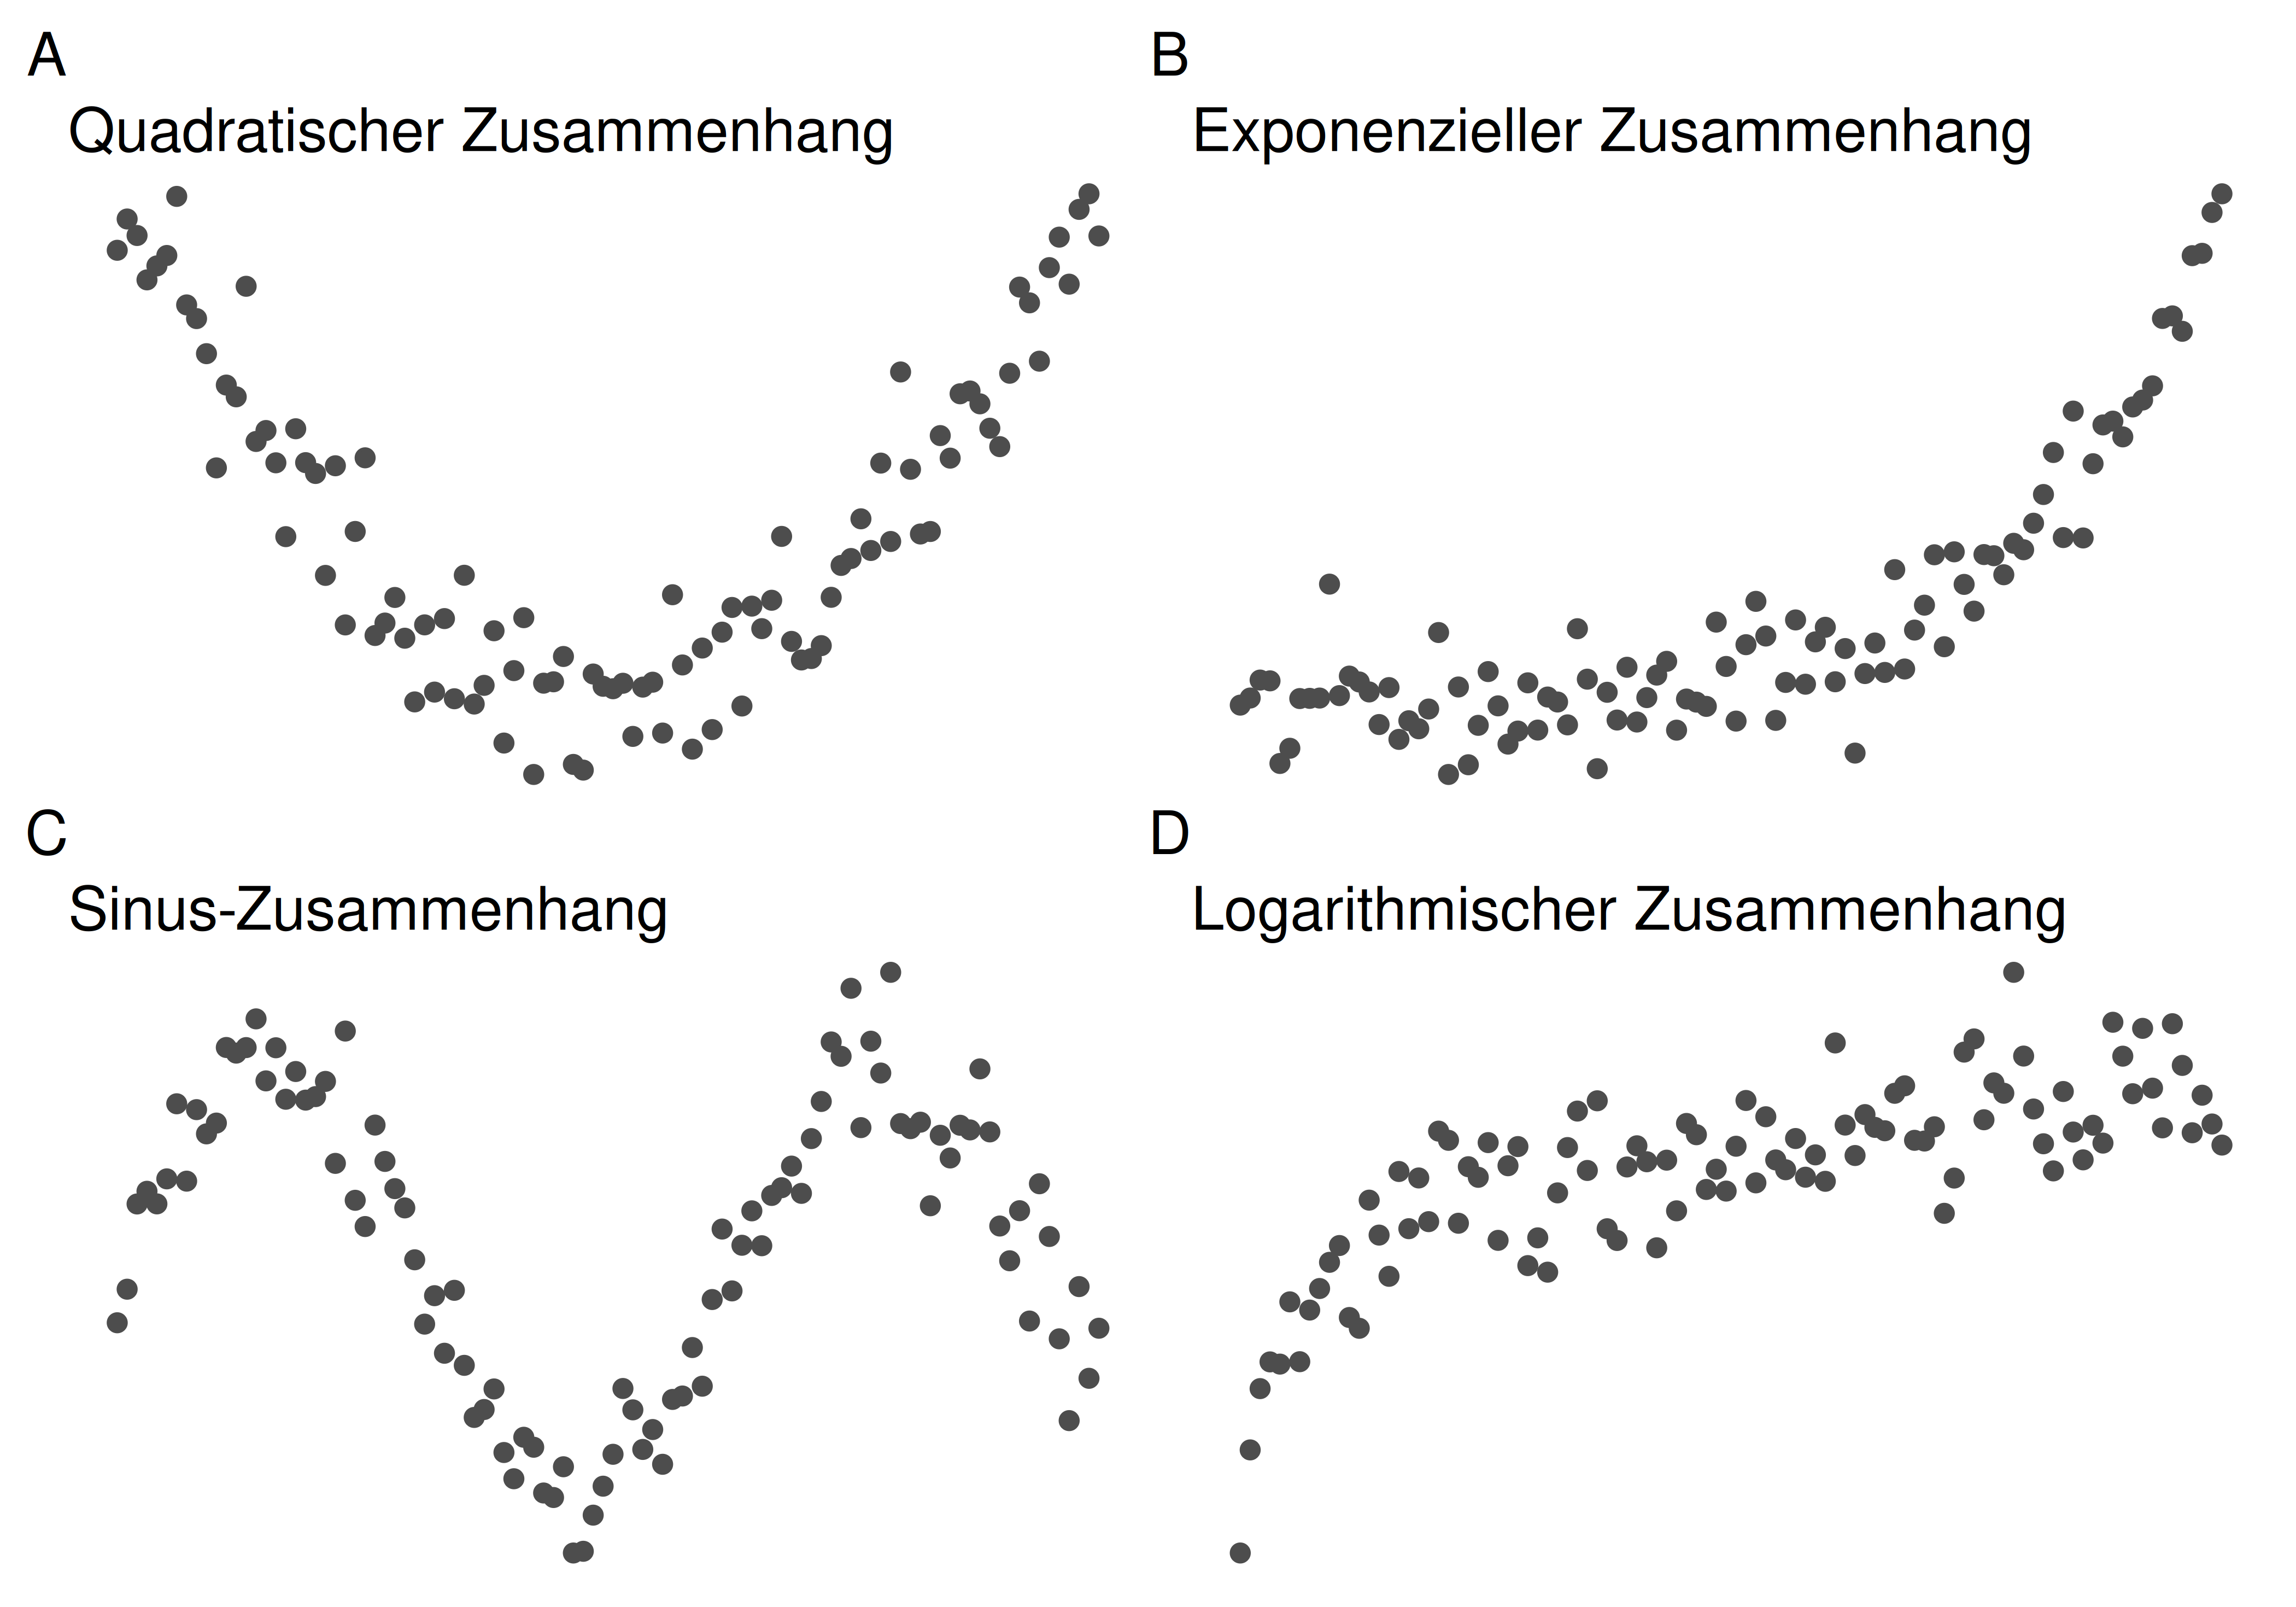 A
Quadratischer Zusammenhang
B
Exponenzieller Zusammenhang
C
Sinus-Zusammenhang
D
Logarithmischer Zusammenhang